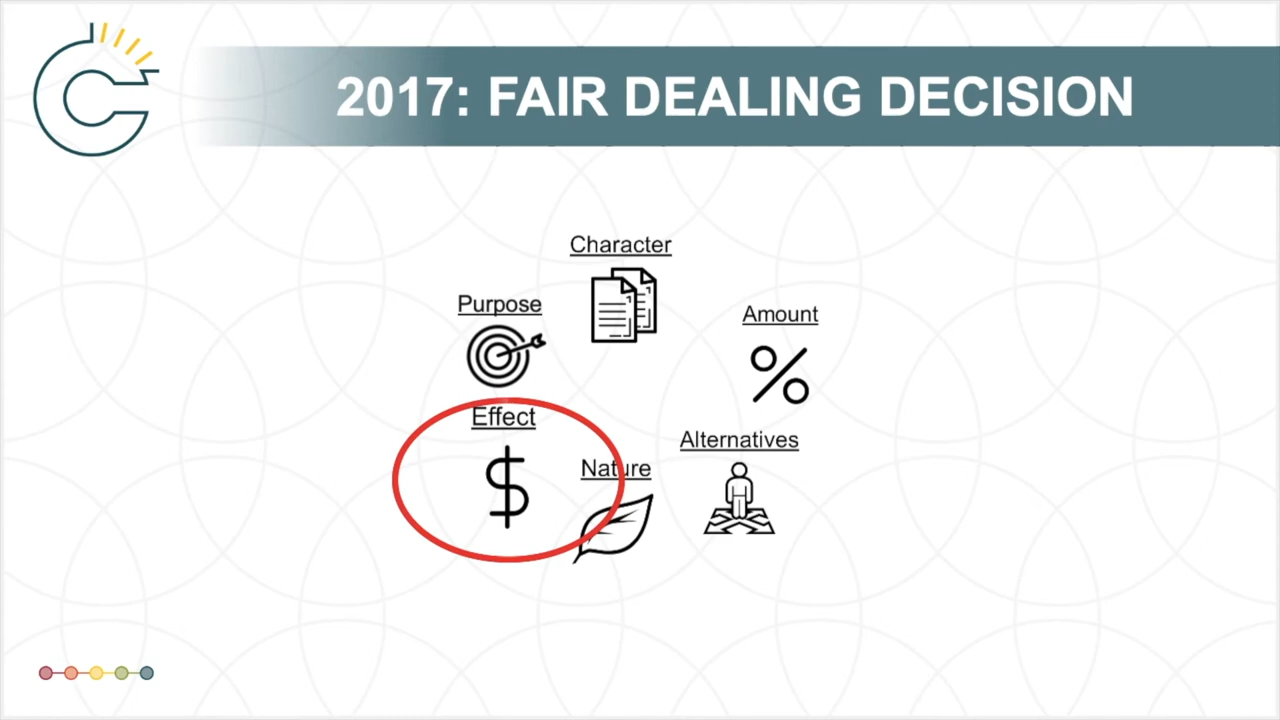 2017: FAIR DEALING DECISION
Character
Purpose
Amount
%
Effect
$
Alternatives
Nature